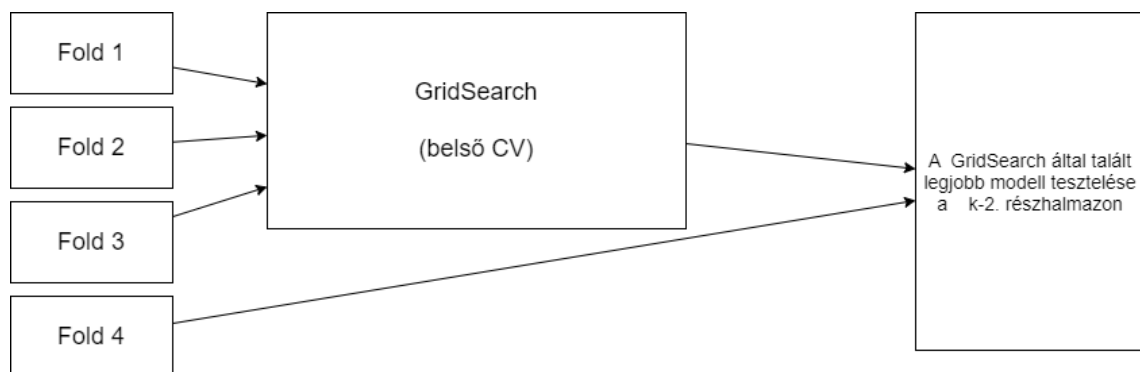 Fold 1
Fold 2
Fold 3
Fold 4
GridSearch
(belső CV)
A GridSearch által talált
legjobb modell tesztelése
a k-2. részhalmazon